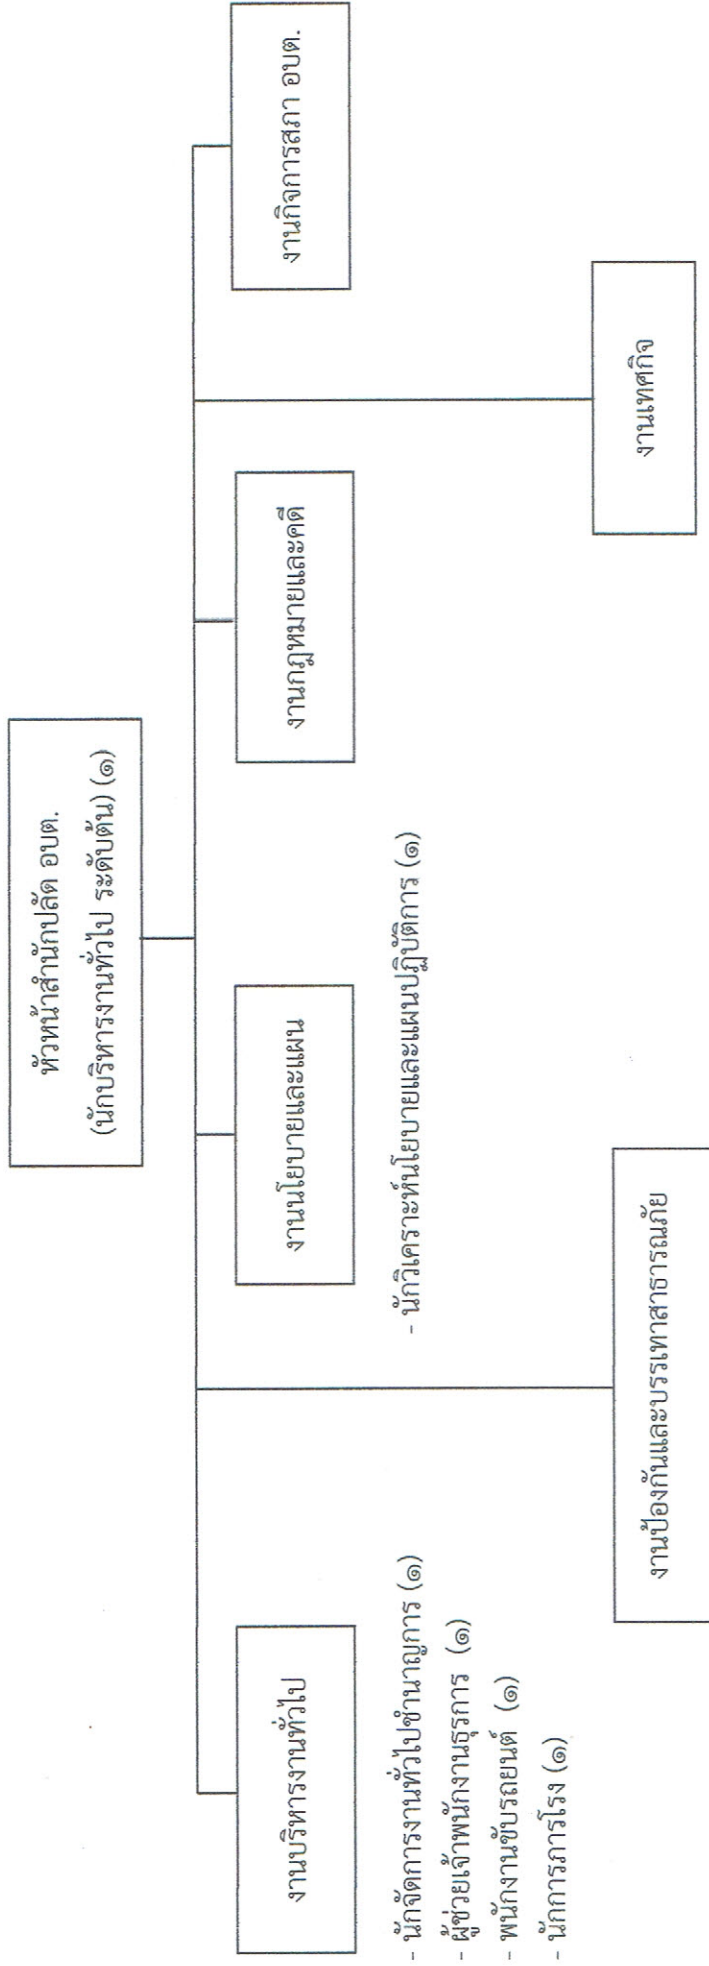 หัวหน้าสำนักปลัด อบต.
(นักบริหารงานทั่วไป ระดับต้น) (๑)
งานบริหารงานทั่วไป
- นักจัดการงานทั่วไปชำนาญการ (๑)
- ผู้ช่วยเจ้าพนักงานธุรการ (๑)
- พนักงานขับรถยนต์ (๑)
- นักการภารโรง (๑)
งานนโยบายและแผน
- นักวิเคราะห์นโยบายและแผนปฏิบัติการ (๑)
งานกฎหมายและคดี
งานกิจการสภา อบต.
งานป้องกันและบรรเทาสาธารณภัย
งานเทศกิจ